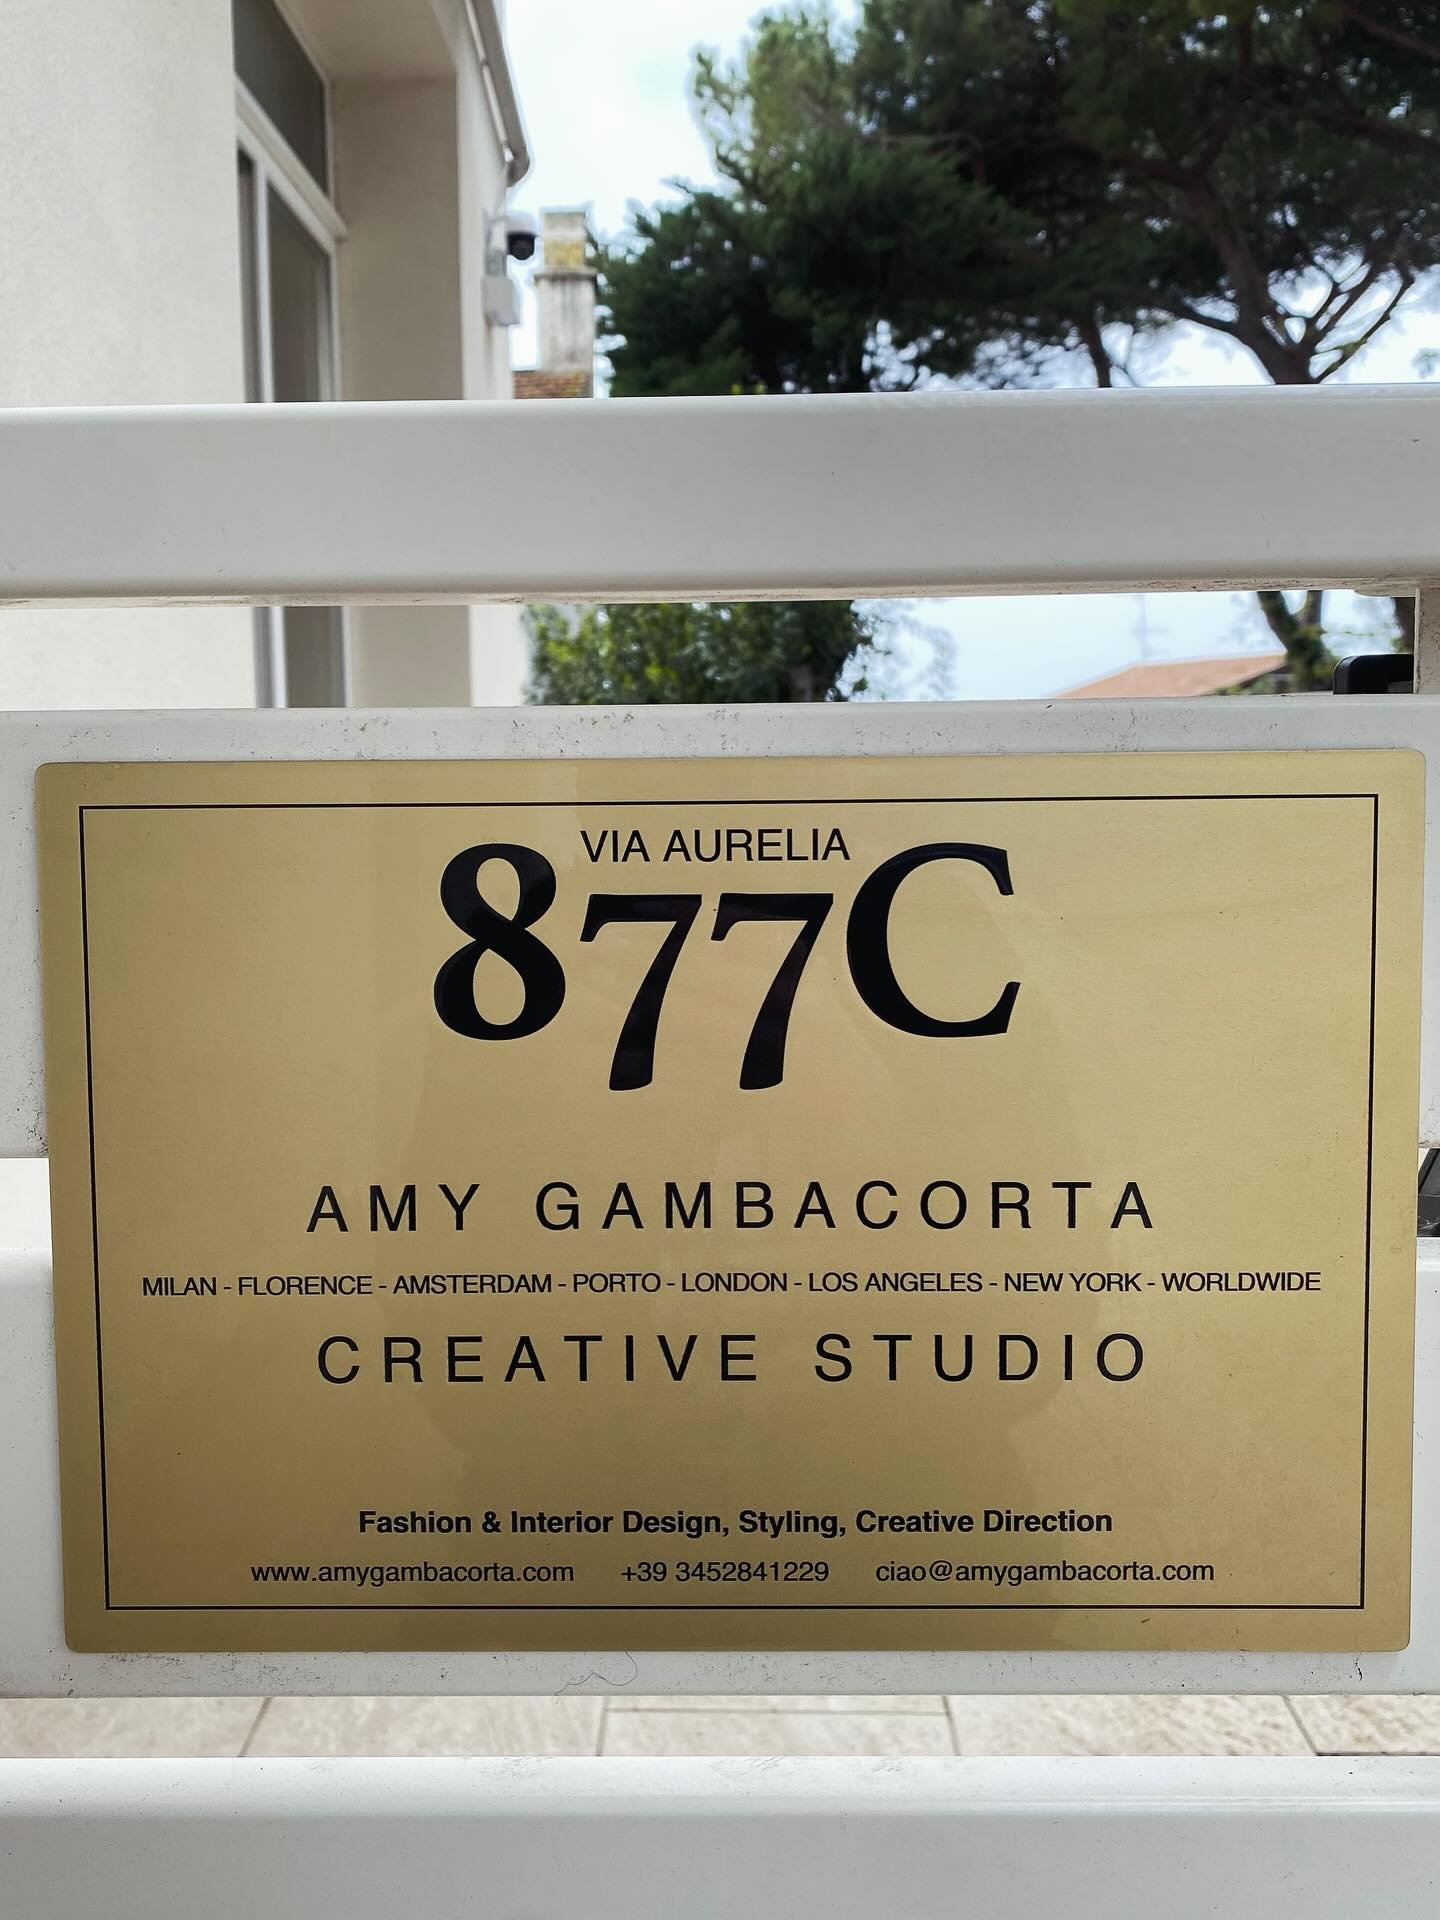 VIA AURELIA
877C
AMY GAMBACORTA
MILAN - FLORENCE - AMSTERDAM - PORTO - LONDON - LOS ANGELES - NEW YORK - WORLDWIDE
CREATIVE STUDIO
Fashion & Interior Design, Styling, Creative Direction
www.amygambacorta.com +39 3452841229 ciao@amygambacorta.com